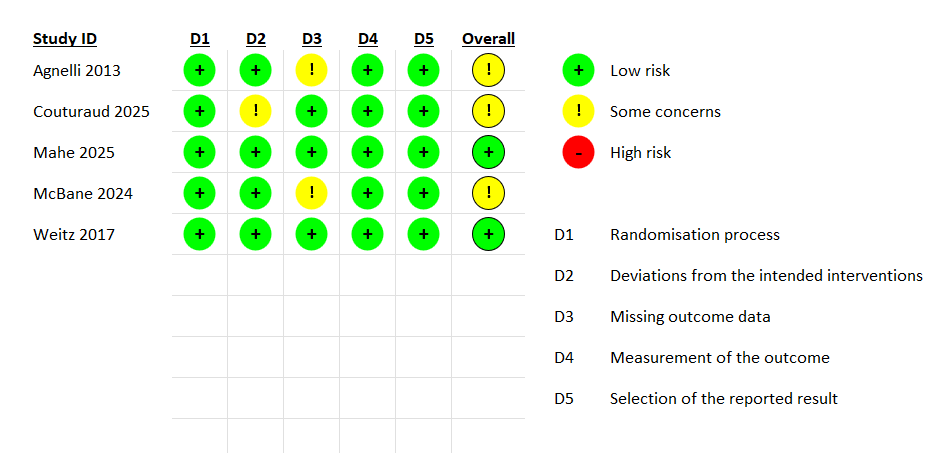 Study ID D1 D2 D3 D4 D5 Overall
Agnelli 2013 + + ! + + ! + Low risk
Couturaud 2025 + ! + + + ! ! Some concerns
Mahe 2025 + + + + + + - High risk
McBane 2024 + + ! + + !
Weitz 2017 + + + + + + D1 Randomisation process
D2 Deviations from the intended interventions
D3 Missing outcome data
D4 Measurement of the outcome
D5 Selection of the reported result